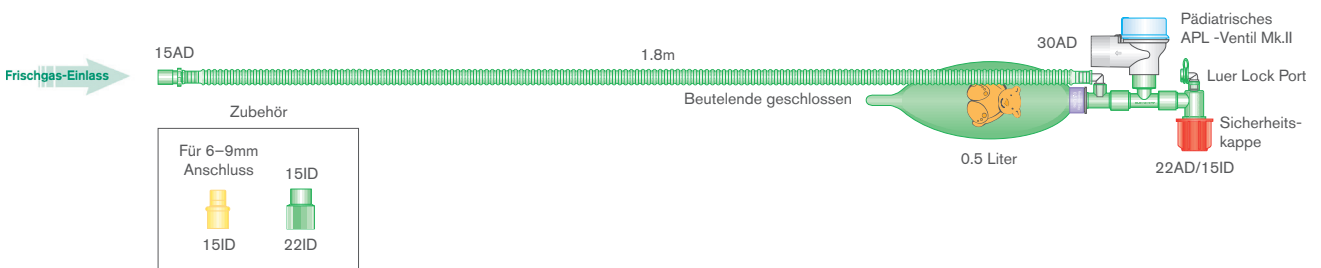 Frischgas-Einlass
15AD
1.8m
30AD
Pädiatrisches
APL -Ventil Mk.II
Luer Lock Port
Beutelende geschlossen
0.5 Liter
Sicherheits-
kappe
22AD/15ID
Zubehör
Für 6–9mm
Anschluss
15ID
15ID
22ID